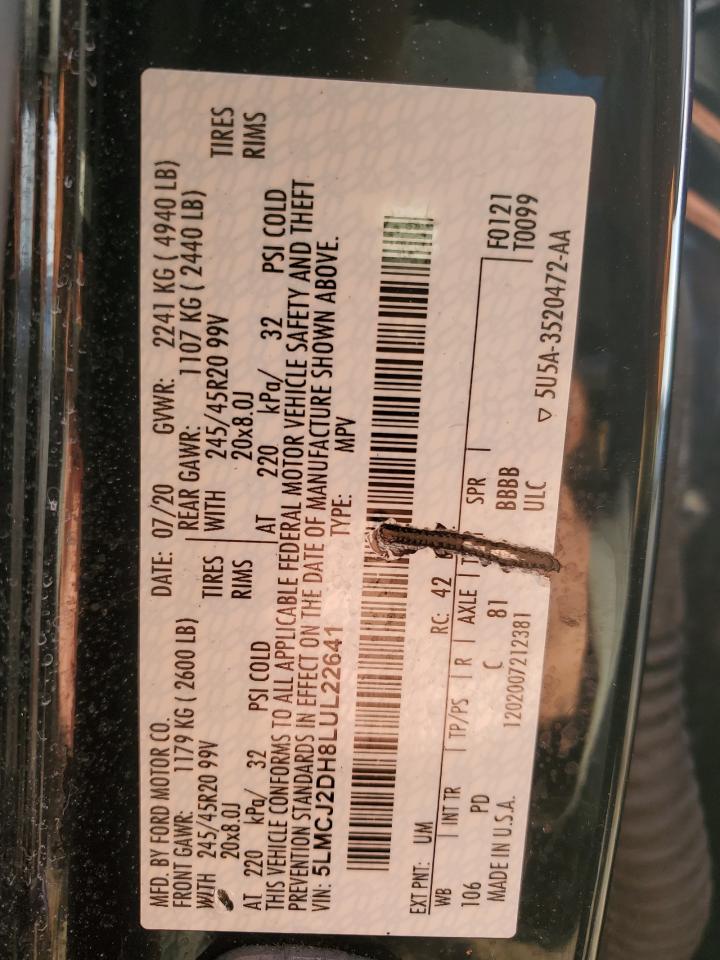 MFD. BY FORD MOTOR CO.
DATE: 07/20 GVWR: 2241 KG ( 4940 LB)
FRONT GAWR: 1179 KG ( 2600 LB)
REAR GAWR: 1107 KG ( 2440 LB)
WITH 245/45R20 99V TIRES
WITH 245/45R20 99V TIRES
20x8.0J RIMS
20x8.0J RIMS
AT 220 kPa/ 32 PSI COLD
AT 220 kPa/ 32 PSI COLD
THIS VEHICLE CONFORMS TO ALL APPLICABLE FEDERAL MOTOR VEHICLE SAFETY AND THEFT
PREVENTION STANDARDS IN EFFECT ON THE DATE OF MANUFACTURE SHOWN ABOVE.
VIN: 5LMCJ2DH8LUL22641
TYPE: MPV
EXT PNT: UM RC: 42
WB INT TR TP/PS R AXLE SPR
F0121
T0099
106 PD C 81 BBBB
ULC
MADE IN U.S.A. 1202007212381
▽ 5U5A-3520472-AA